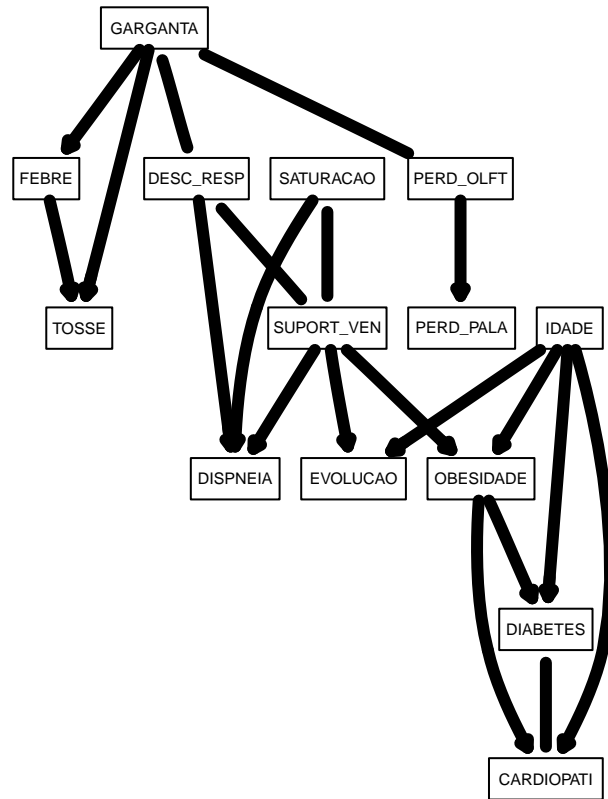 GARGANTA
FEBRE
DESC_RESP
SATURACAO
PERD_OLFT
TOSSE
SUPORT_VEN
PERD_PALA
IDADE
DISPNEIA
EVOLUCAO
OBESIDADE
DIABETES
CARDIOPATI